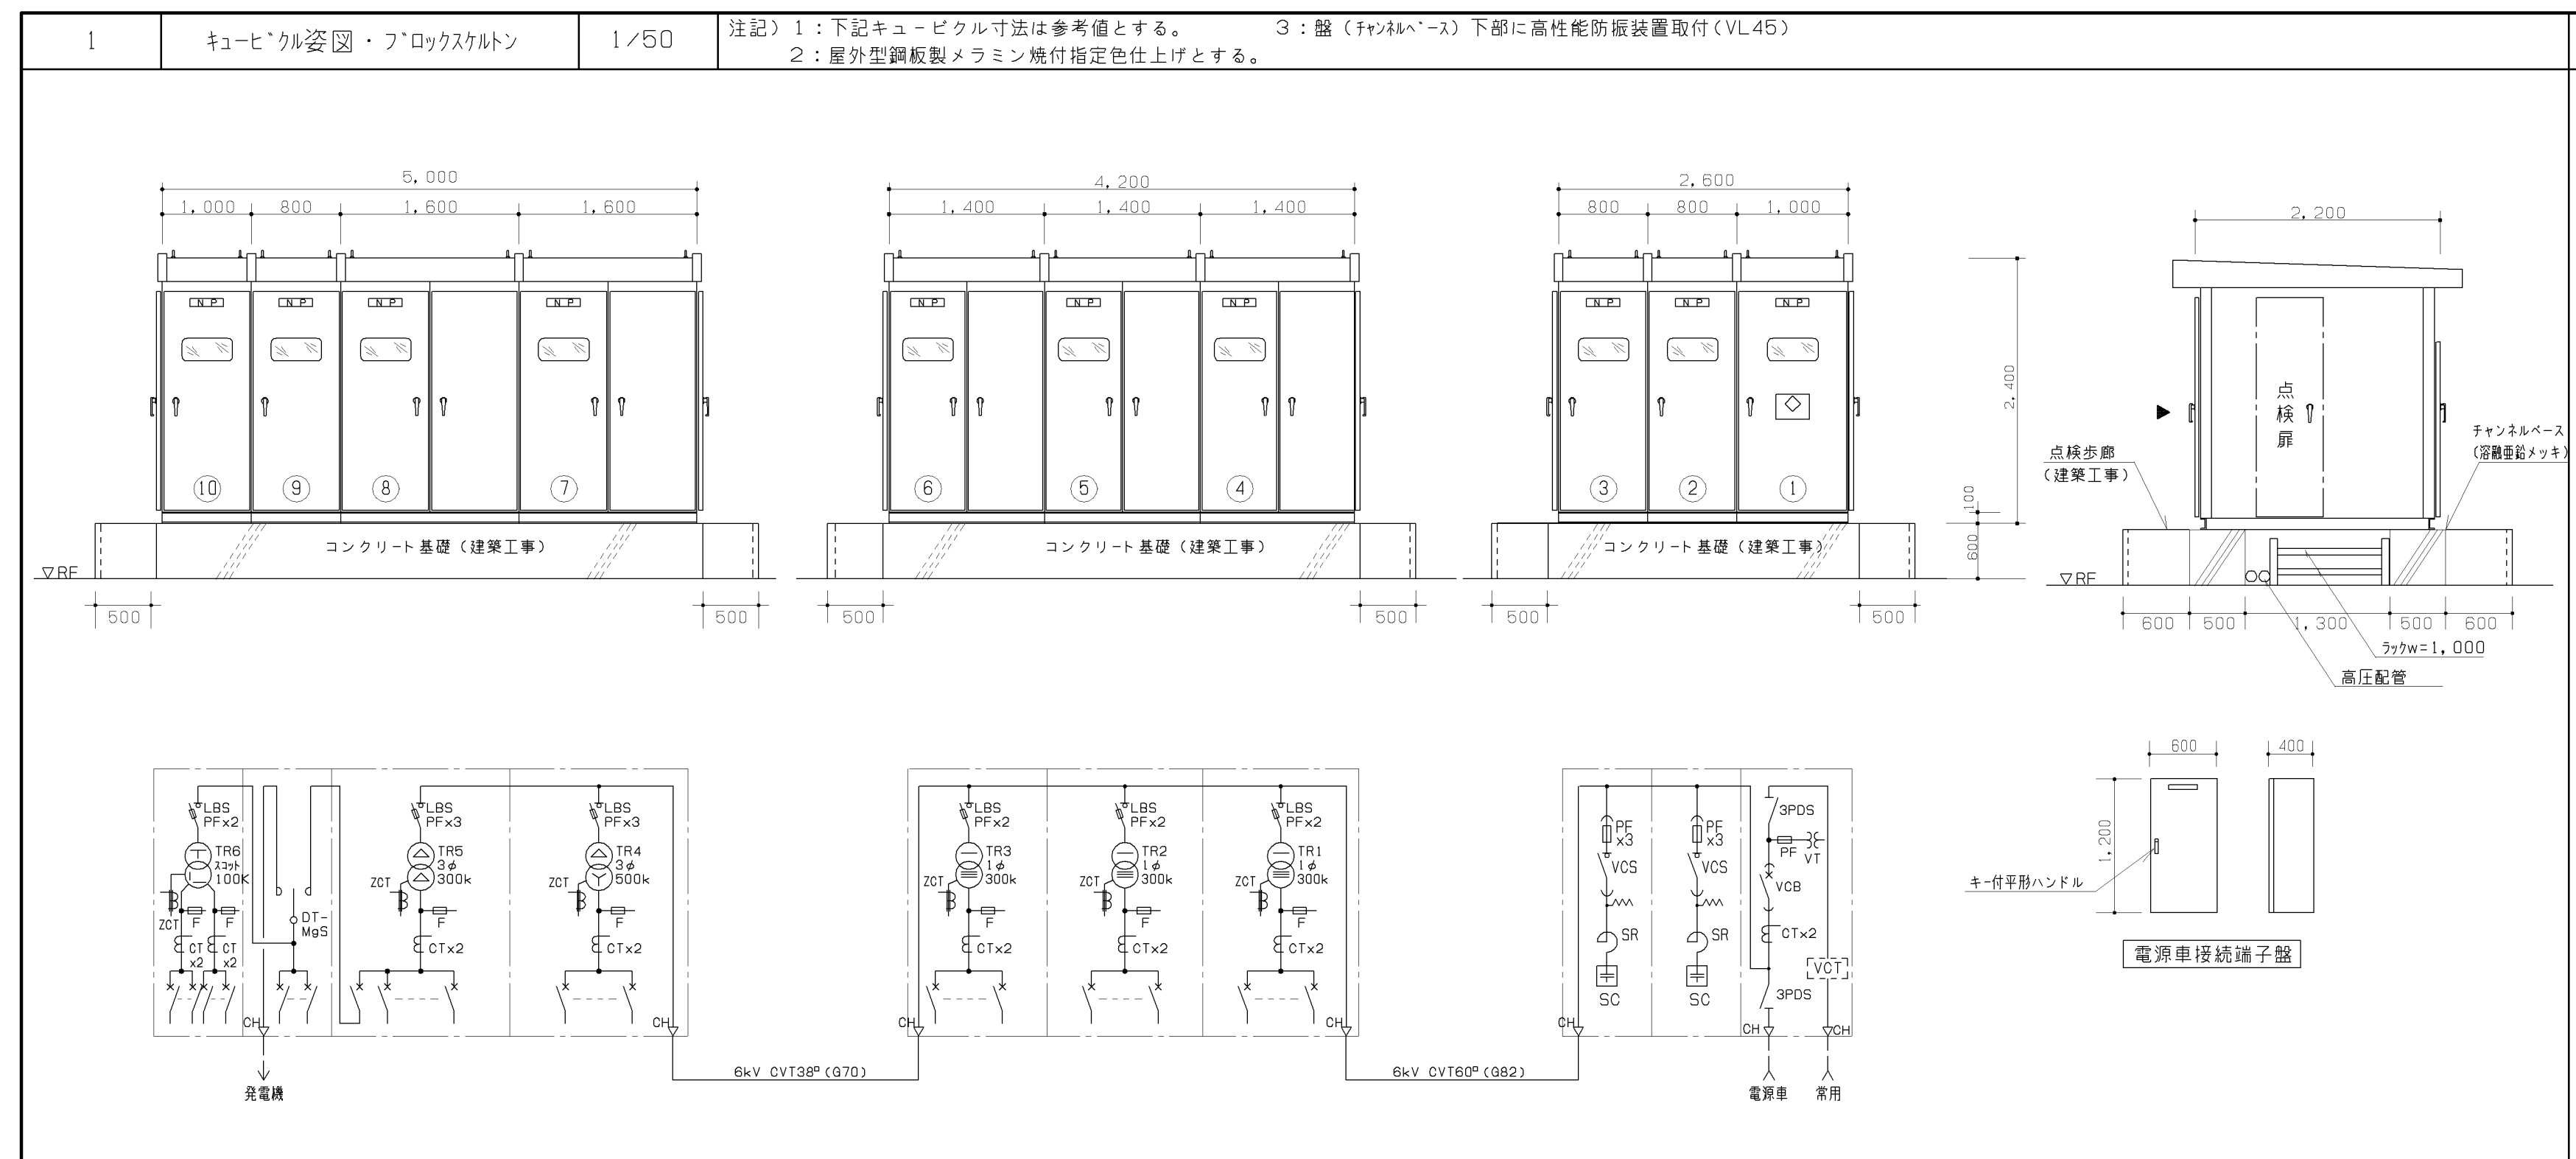 1
キュービクル姿図・ブロックスケルトン
1/50
注記）1：下記キュービクル寸法は参考値とする。
3：盤（チャンネルベース）下部に高性能防振装置取付(VL45)
2：屋外型鋼板製メラミン焼付指定色仕上げとする。
5,000
1,000 800 1,600 1,600
NP NP NP NP
⑩ ⑨ ⑧ ⑦
コンクリート基礎（建築工事）
▽RF
500 500
4,200
1,400 1,400 1,400
NP NP NP
⑥ ⑤ ④
コンクリート基礎（建築工事）
500 500
2,600
800 800 1,000
NP NP NP
③ ② ①
コンクリート基礎（建築工事）
500 500
2,400
100
600
2,200
点検扉
点検歩廊
（建築工事）
チャンネルベース
（溶融亜鉛メッキ）
▽RF
600 500 1,300 500 600
ラックw=1,000
高圧配管
LBS
PFx2
TR6
スコット
100K
ZCT
F F
CT
x2
CT
x2
DT-
MgS
CH
発電機
LBS
PFx3
TR5
3φ
300k
ZCT
F
CTx2
LBS
PFx3
TR4
3φ
500k
ZCT
F
CTx2
CH
6kV CVT38□(G70)
CH
LBS
PFx2
TR3
1φ
300k
ZCT
F
CTx2
LBS
PFx2
TR2
1φ
300k
ZCT
F
CTx2
LBS
PFx2
TR1
1φ
300k
ZCT
F
CTx2
CH
6kV CVT60□(G82)
CH
PF
x3
VCS
SR
SC
PF
x3
VCS
SR
SC
3PDS
PF VT
VCB
CTx2
VCT
3PDS
CH CH
電源車 常用
600 400
1,200
キー付平形ハンドル
電源車接続端子盤